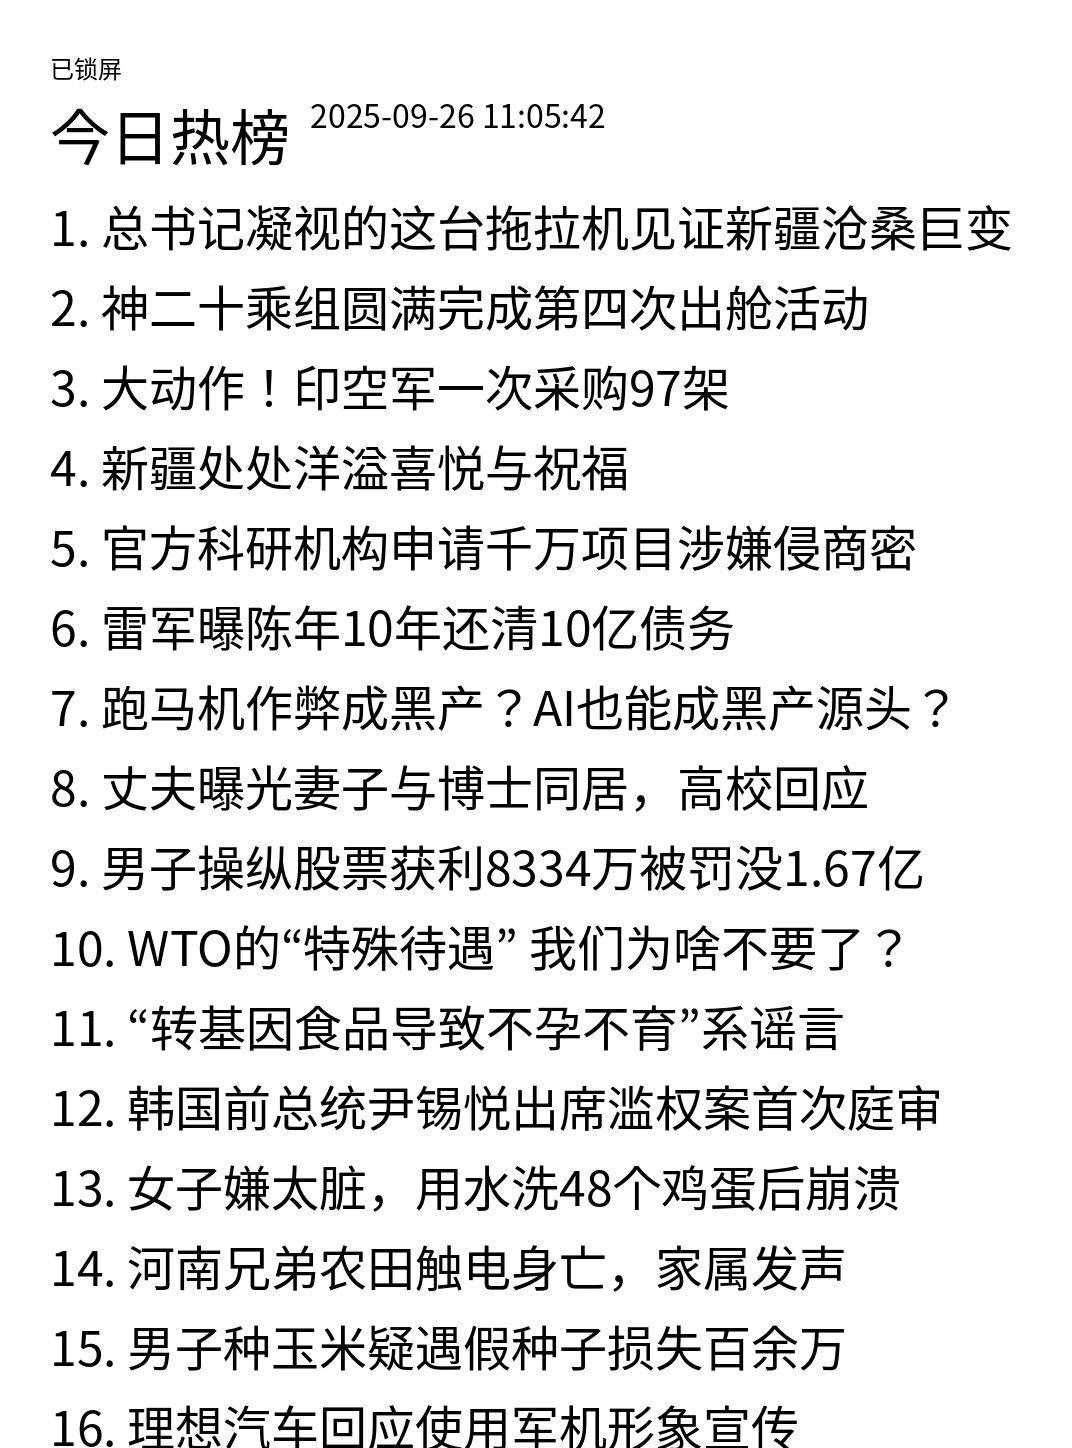 已锁屏
今日热榜 2025-09-26 11:05:42
1. 总书记凝视的这台拖拉机见证新疆沧桑巨变
2. 神二十乘组圆满完成第四次出舱活动
3. 大动作！印空军一次采购97架
4. 新疆处处洋溢喜悦与祝福
5. 官方科研机构申请千万项目涉嫌侵商密
6. 雷军曝陈年10年还清10亿债务
7. 跑马机作弊成黑产？AI也能成黑产源头？
8. 丈夫曝光妻子与博士同居，高校回应
9. 男子操纵股票获利8334万被罚没1.67亿
10. WTO的“特殊待遇” 我们为啥不要了？
11. “转基因食品导致不孕不育”系谣言
12. 韩国前总统尹锡悦出席滥权案首次庭审
13. 女子嫌太脏，用水洗48个鸡蛋后崩溃
14. 河南兄弟农田触电身亡，家属发声
15. 男子种玉米疑遇假种子损失百余万
16. 理想汽车回应使用军机形象宣传